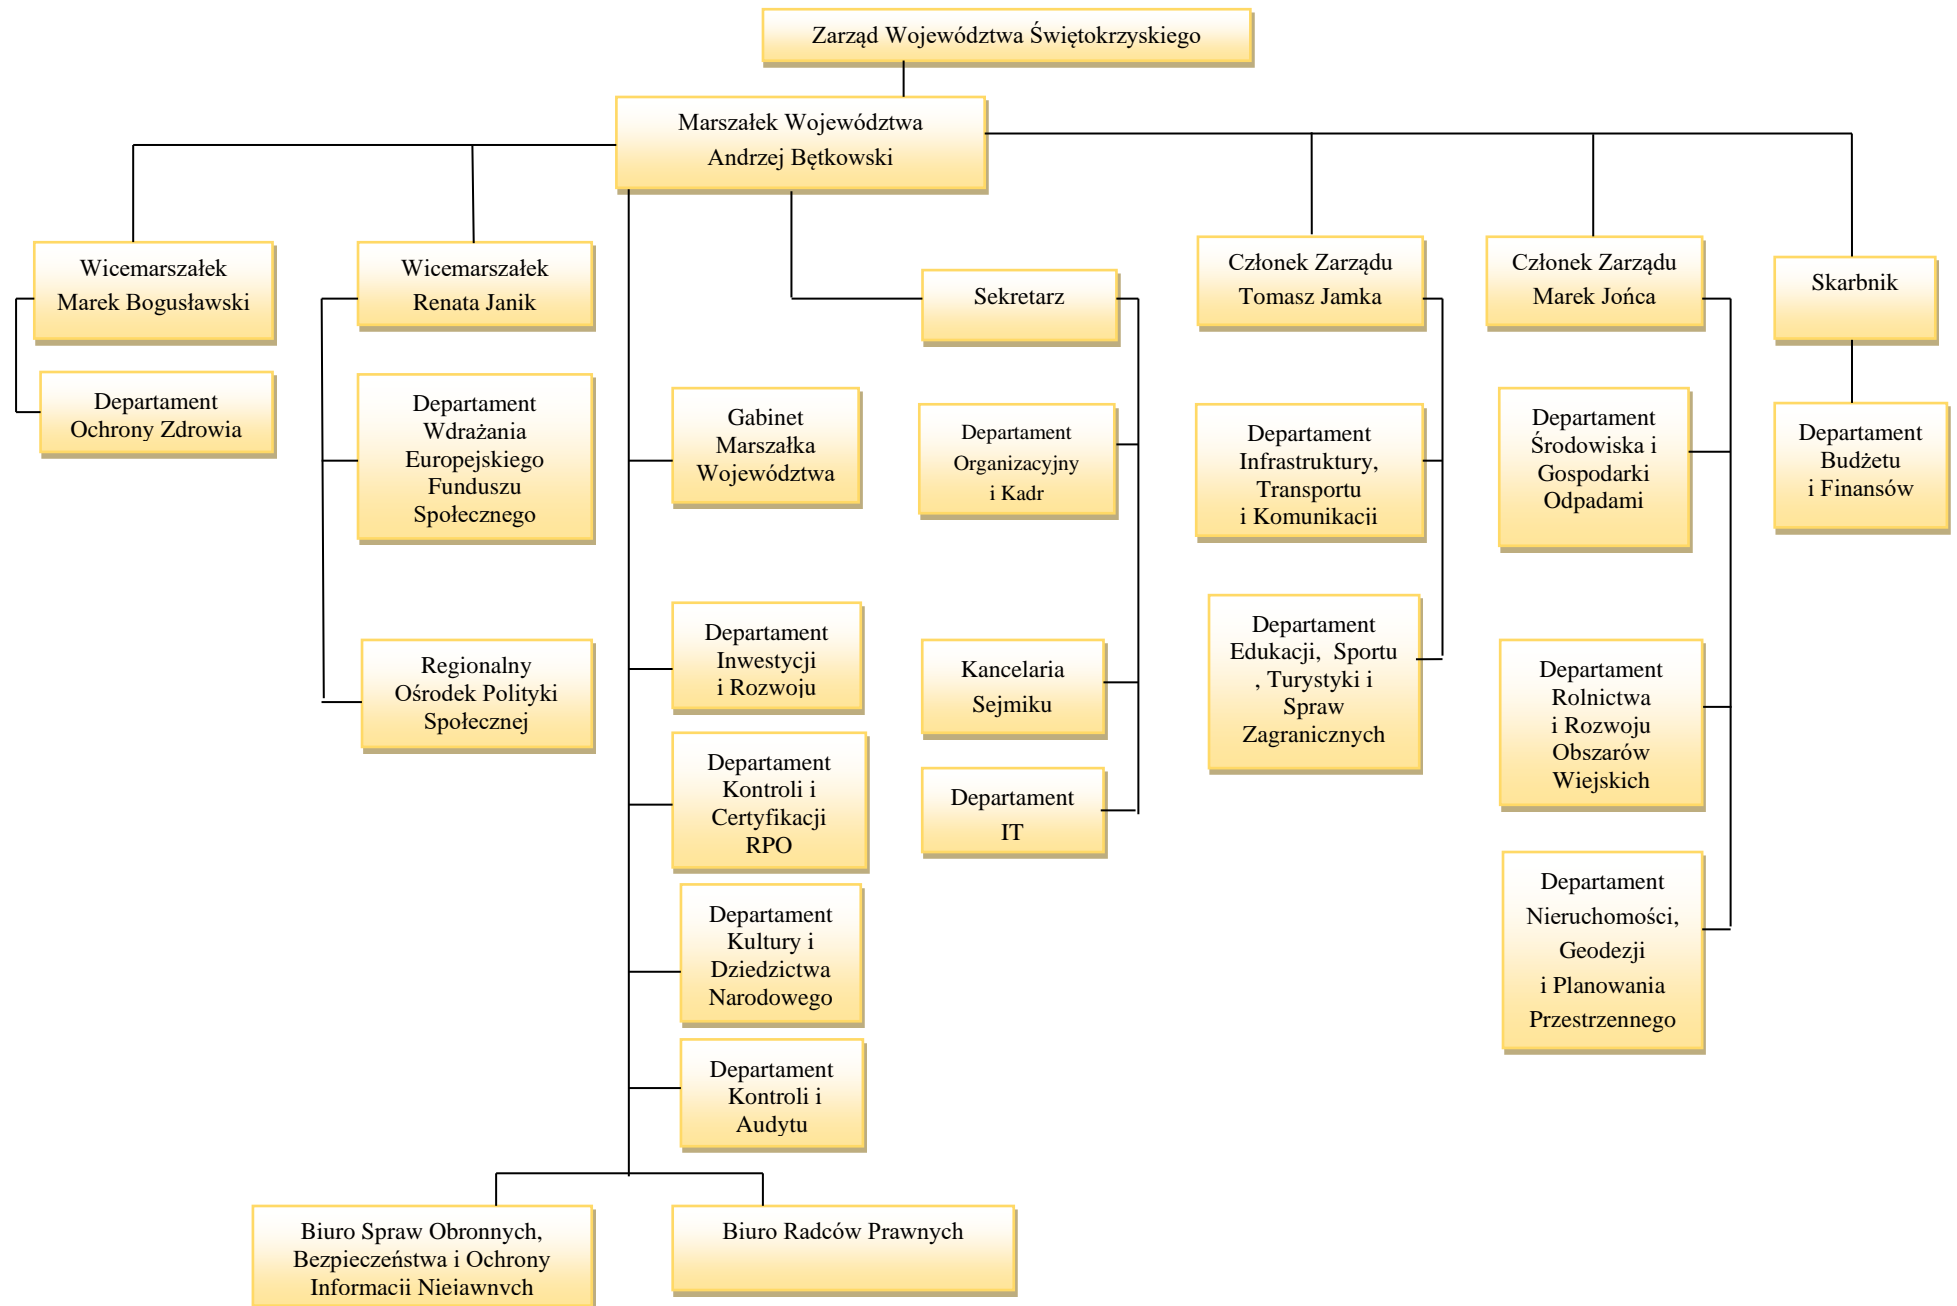 Zarząd Województwa Świętokrzyskiego
Marszałek Województwa
Andrzej Bętkowski
Wicemarszałek
Marek Bogusławski
Wicemarszałek
Renata Janik
Sekretarz
Członek Zarządu
Tomasz Jamka
Członek Zarządu
Marek Jońca
Skarbnik
Departament
Ochrony Zdrowia
Departament
Wdrażania
Europejskiego
Funduszu
Społecznego
Gabinet
Marszałka
Województwa
Departament
Organizacyjny
i Kadr
Departament
Infrastruktury,
Transportu
i Komunikacji
Departament
Środowiska i
Gospodarki
Odpadami
Departament
Budżetu
i Finansów
Regionalny
Ośrodek Polityki
Społecznej
Departament
Inwestycji
i Rozwoju
Kancelaria
Sejmiku
Departament
Edukacji, Sportu
, Turystyki i
Spraw
Zagranicznych
Departament
Rolnictwa
i Rozwoju
Obszarów
Wiejskich
Departament
Kontroli i
Certyfikacji
RPO
Departament
IT
Departament
Kultury i
Dziedzictwa
Narodowego
Departament
Nieruchomości,
Geodezji
i Planowania
Przestrzennego
Departament
Kontroli i
Audytu
Biuro Spraw Obronnych,
Bezpieczeństwa i Ochrony
Informacji Niejawnych
Biuro Radców Prawnych